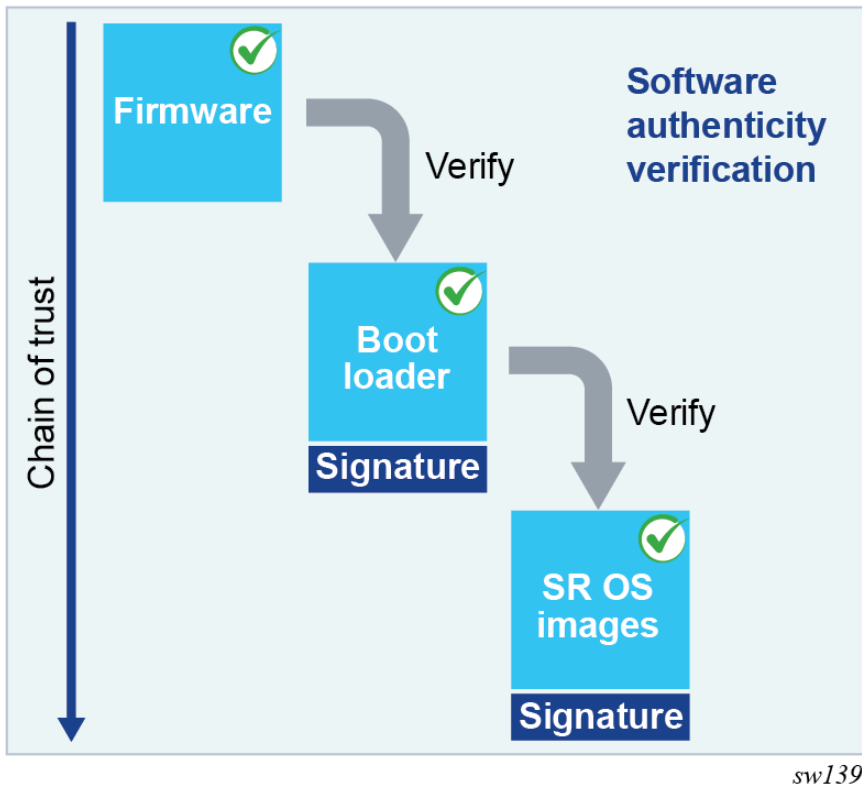 Firmware
Software
authenticity
verification
Verify
Boot
loader
Signature
Verify
Chain of trust
SR OS
images
Signature
sw139